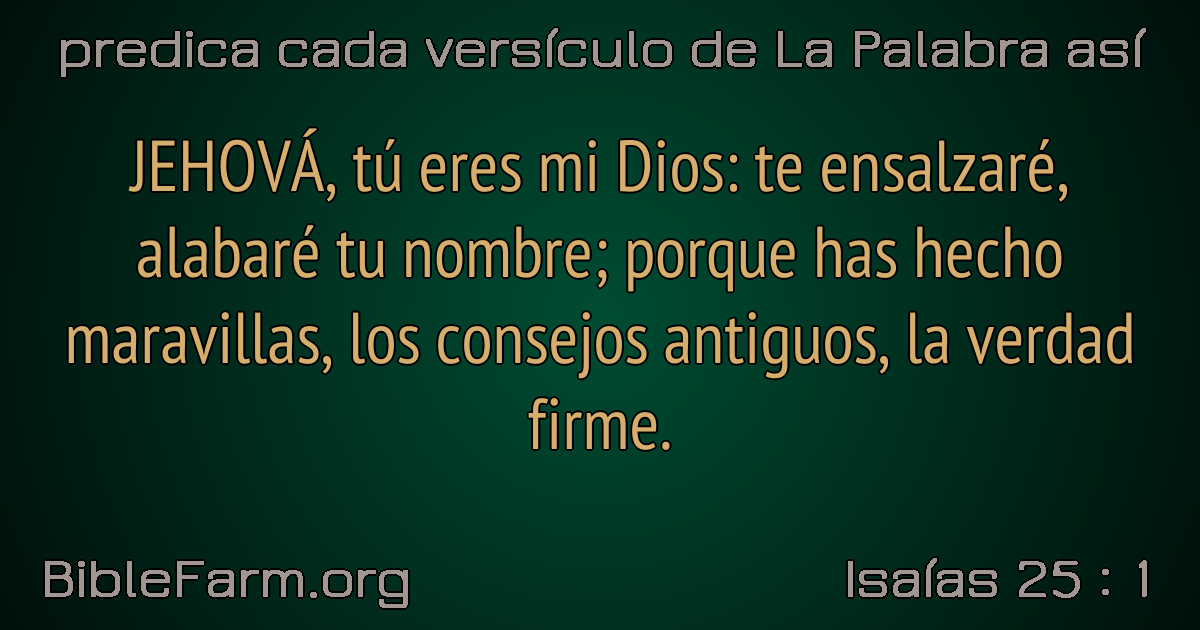 predica cada versículo de La Palabra así
JEHOVÁ, tú eres mi Dios: te ensalzaré,
alabaré tu nombre; porque has hecho
maravillas, los consejos antiguos, la verdad
firme.
BibleFarm.org
Isaías 25 : 1